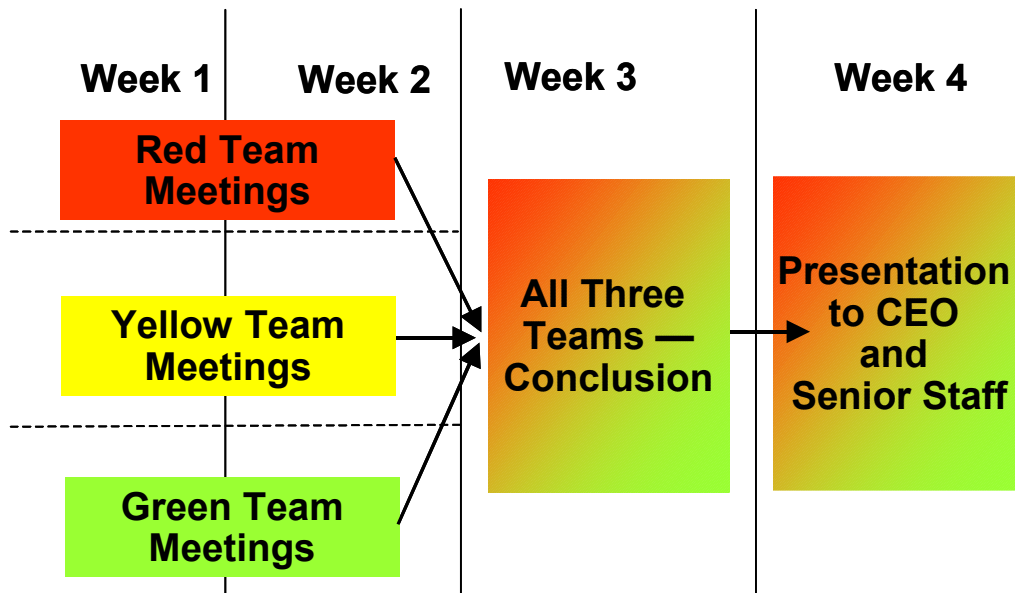 Week 1
Week 2
Week 3
Week 4
Red Team
Meetings
Yellow Team
Meetings
Green Team
Meetings
All Three
Teams —
Conclusion
Presentation
to CEO
and
Senior Staff